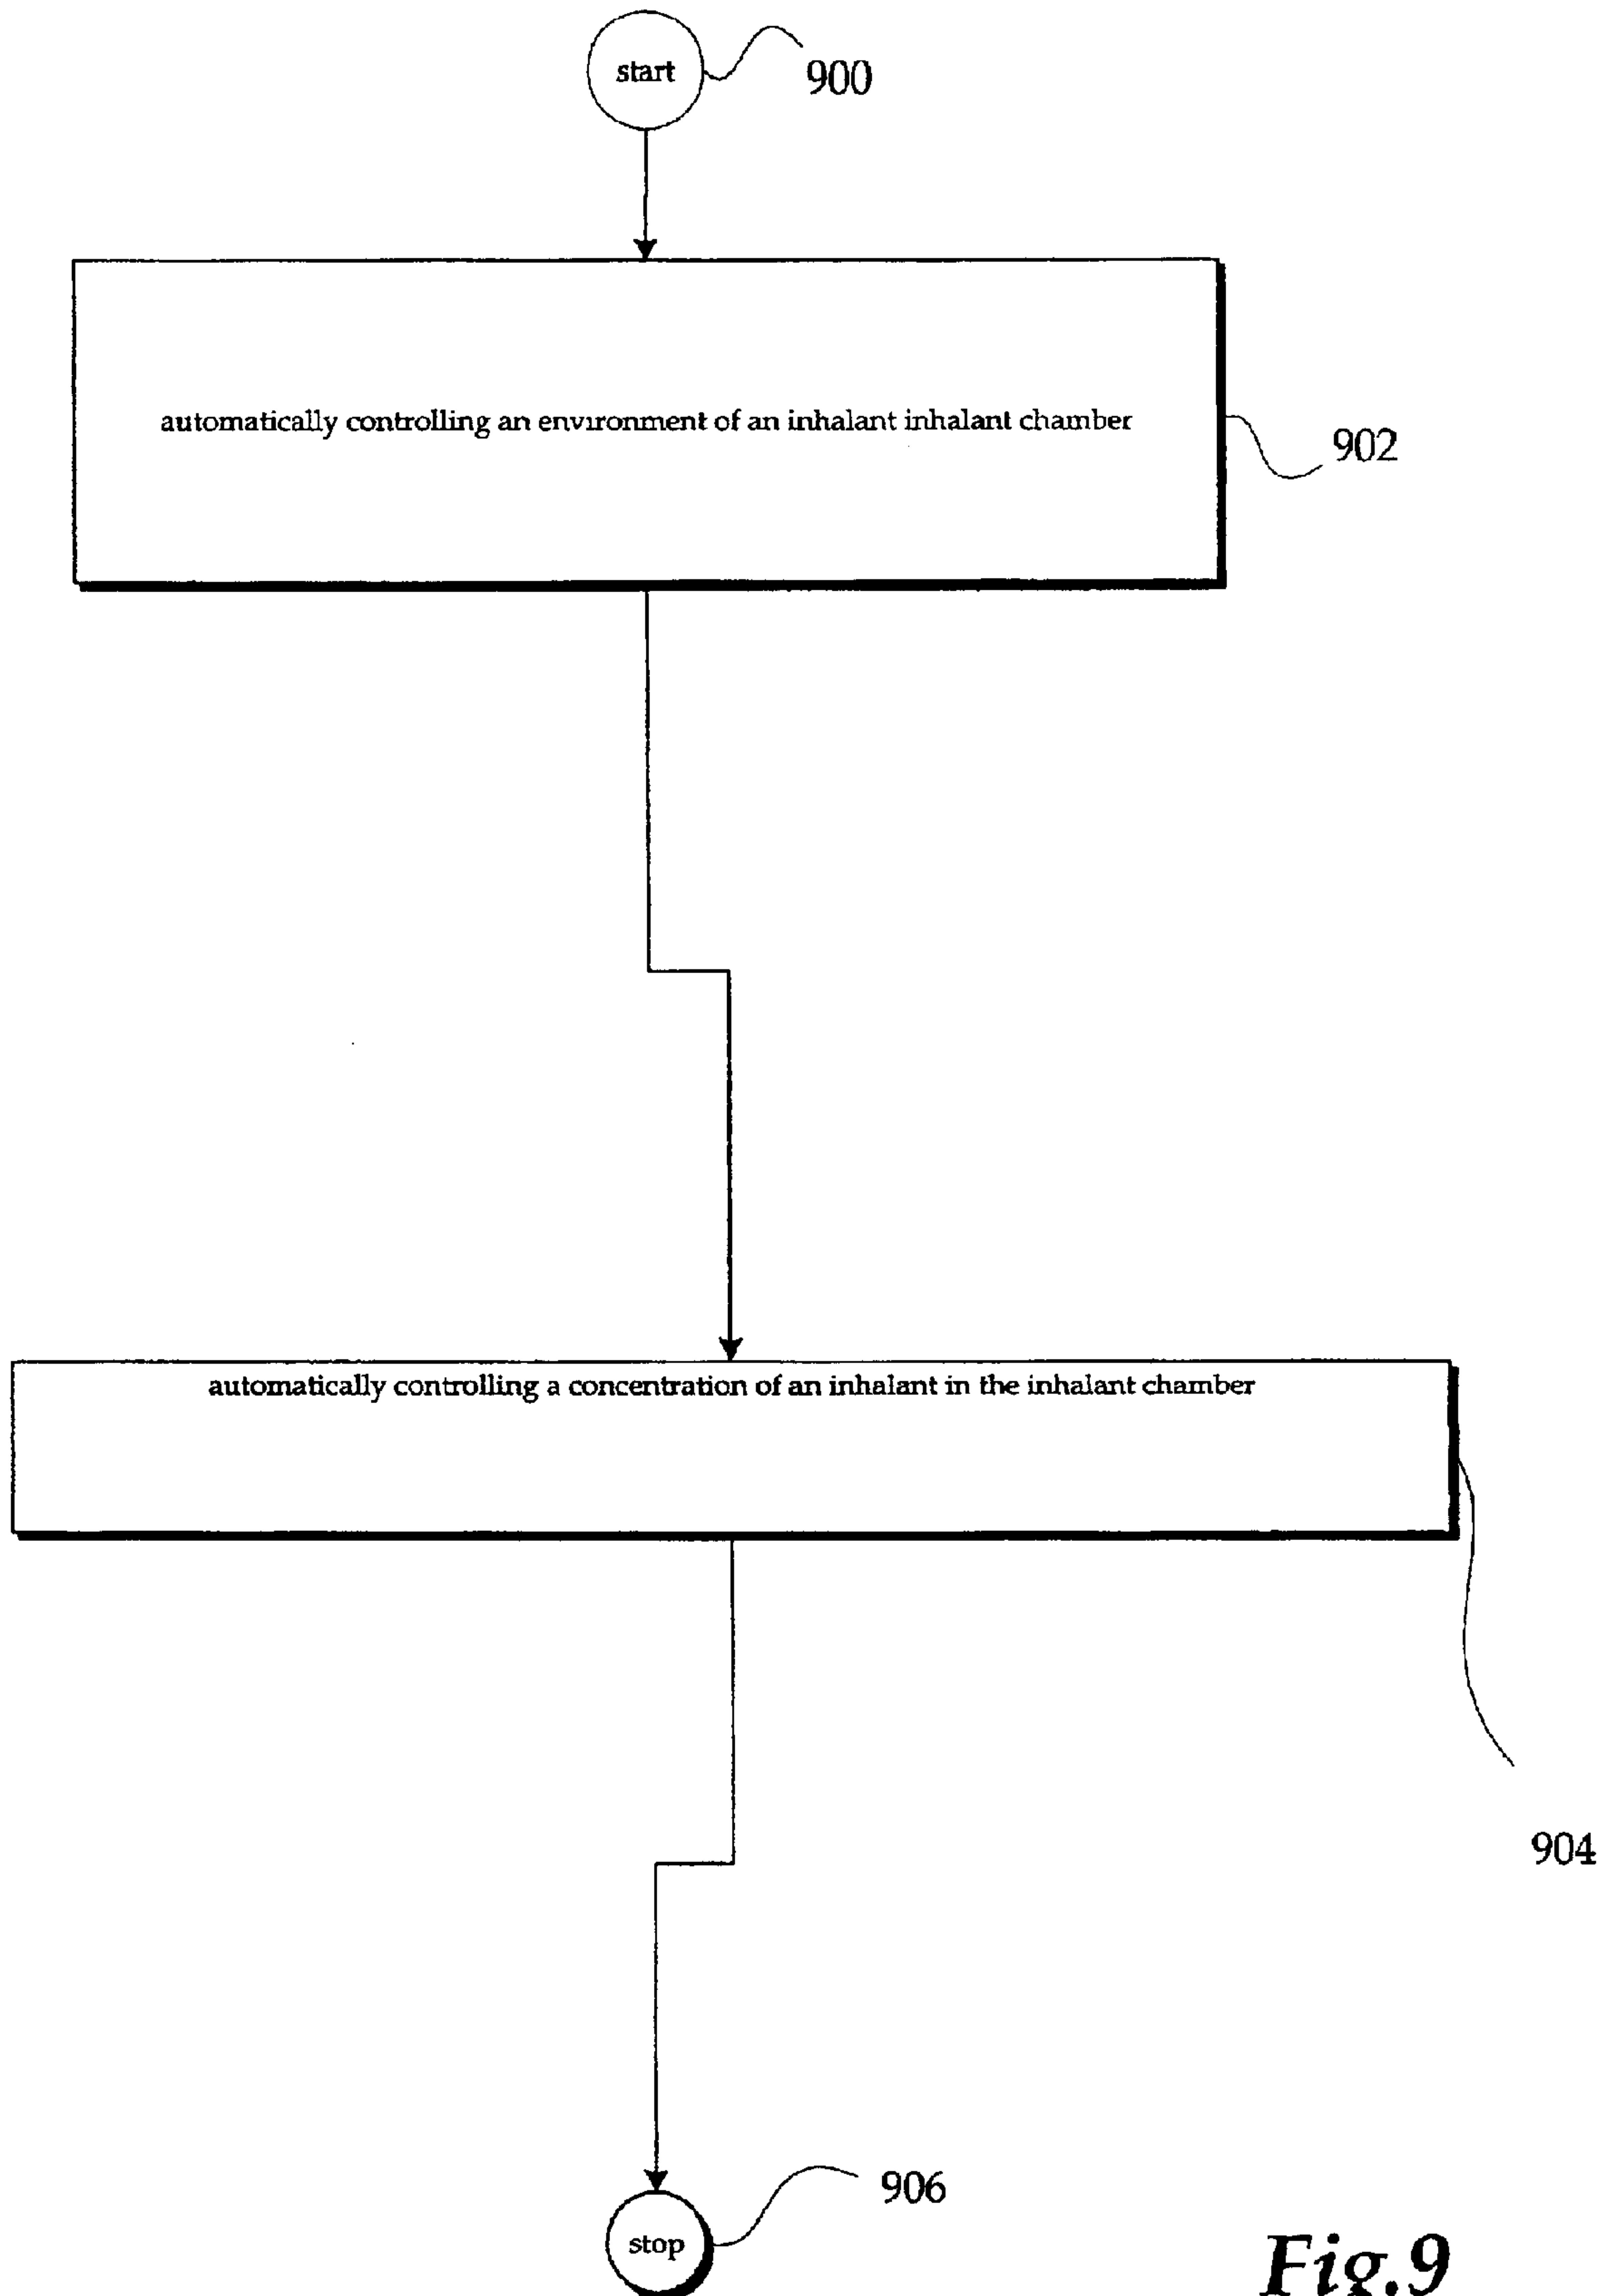 start
900
automatically controlling an environment of an inhalant inhalant chamber
902
automatically controlling a concentration of an inhalant in the inhalant chamber
904
906
stop
Fig.9